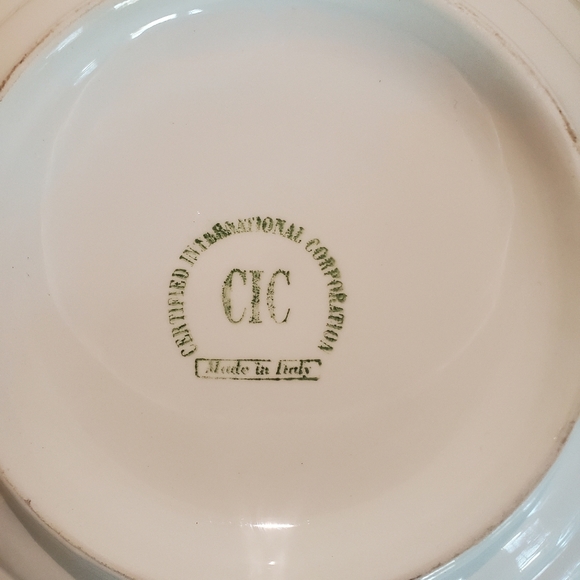 CERTIFIED INTERNATIONAL CORPORATION
CIC
Made in Italy